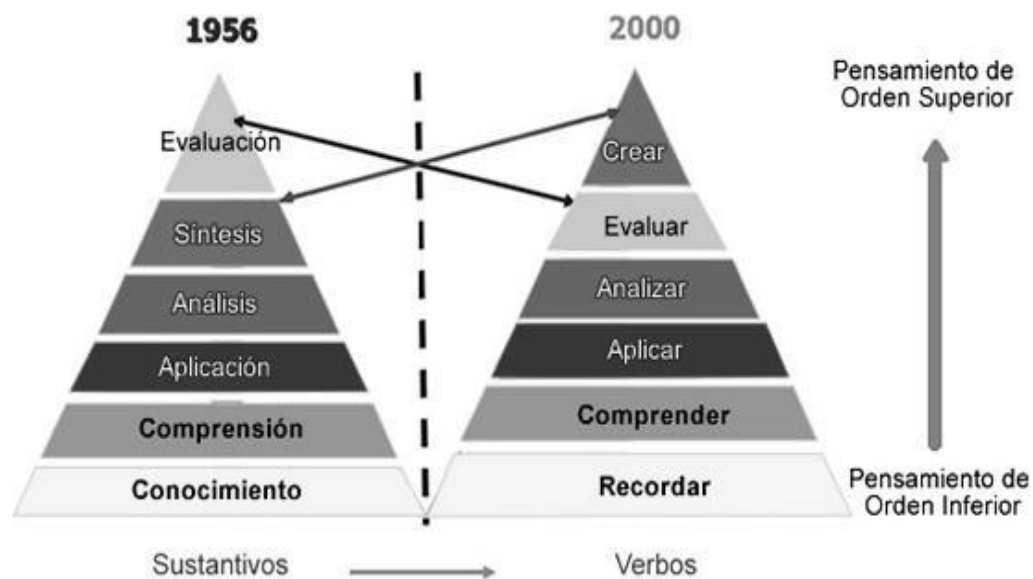 1956
2000
Evaluación
Síntesis
Análisis
Aplicación
Comprensión
Conocimiento
Crear
Evaluar
Analizar
Aplicar
Comprender
Recordar
Pensamiento de
Orden Superior
Pensamiento de
Orden Inferior
Sustantivos
Verbos